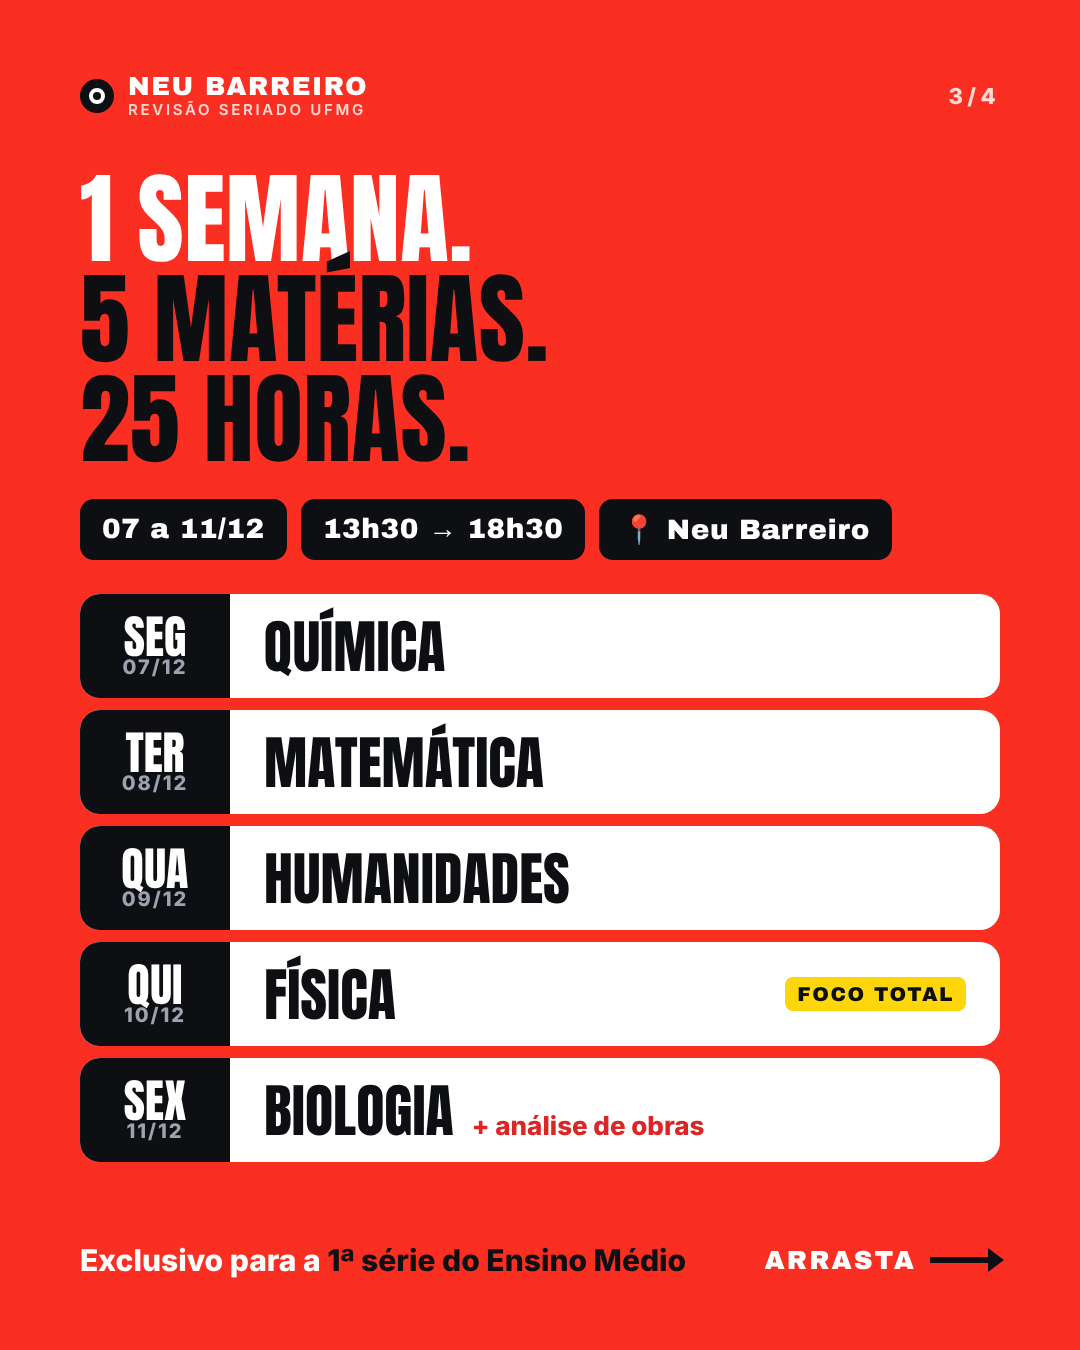 NEU BARREIRO
REVISÃO SERIADO UFMG
3/4
1 SEMANA.
5 MATÉRIAS.
25 HORAS.
07 a 11/12
13h30 → 18h30
📍 Neu Barreiro
SEG
07/12
QUÍMICA
TER
08/12
MATEMÁTICA
QUA
09/12
HUMANIDADES
QUI
10/12
FÍSICA
FOCO TOTAL
SEX
11/12
BIOLOGIA + análise de obras
Exclusivo para a 1ª série do Ensino Médio
ARRASTA